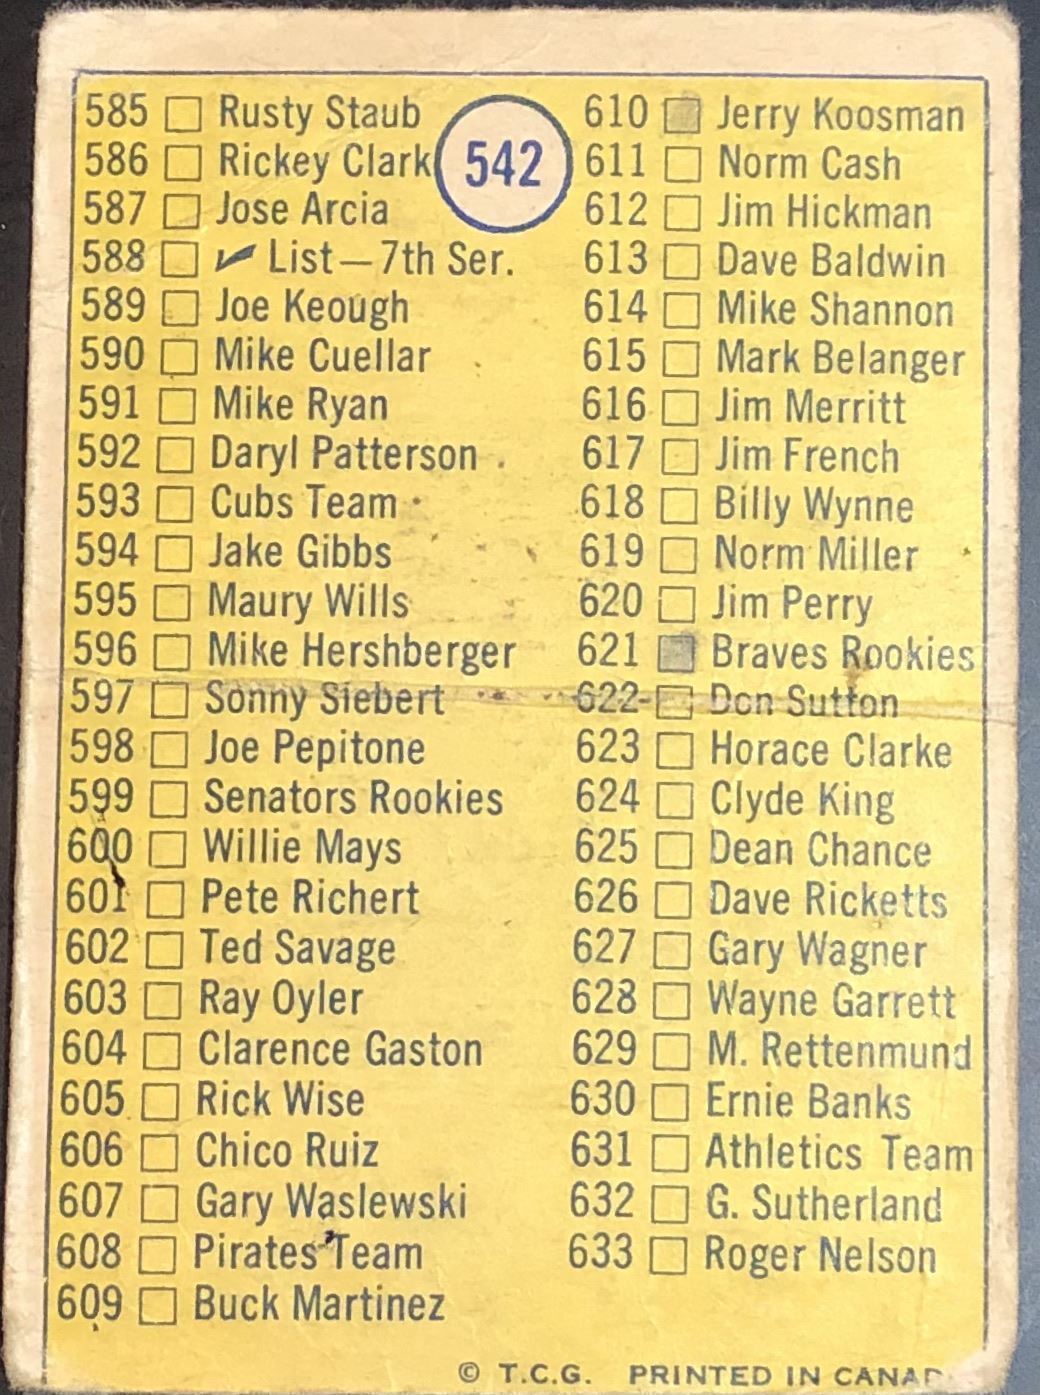 542
585 Rusty Staub
586 Rickey Clark
587 Jose Arcia
588 ✔ List—7th Ser.
589 Joe Keough
590 Mike Cuellar
591 Mike Ryan
592 Daryl Patterson
593 Cubs Team
594 Jake Gibbs
595 Maury Wills
596 Mike Hershberger
597 Sonny Siebert
598 Joe Pepitone
599 Senators Rookies
600 Willie Mays
601 Pete Richert
602 Ted Savage
603 Ray Oyler
604 Clarence Gaston
605 Rick Wise
606 Chico Ruiz
607 Gary Waslewski
608 Pirates Team
609 Buck Martinez
610 Jerry Koosman
611 Norm Cash
612 Jim Hickman
613 Dave Baldwin
614 Mike Shannon
615 Mark Belanger
616 Jim Merritt
617 Jim French
618 Billy Wynne
619 Norm Miller
620 Jim Perry
621 Braves Rookies
622 Don Sutton
623 Horace Clarke
624 Clyde King
625 Dean Chance
626 Dave Ricketts
627 Gary Wagner
628 Wayne Garrett
629 M. Rettenmund
630 Ernie Banks
631 Athletics Team
632 G. Sutherland
633 Roger Nelson
© T.C.G. PRINTED IN CANA